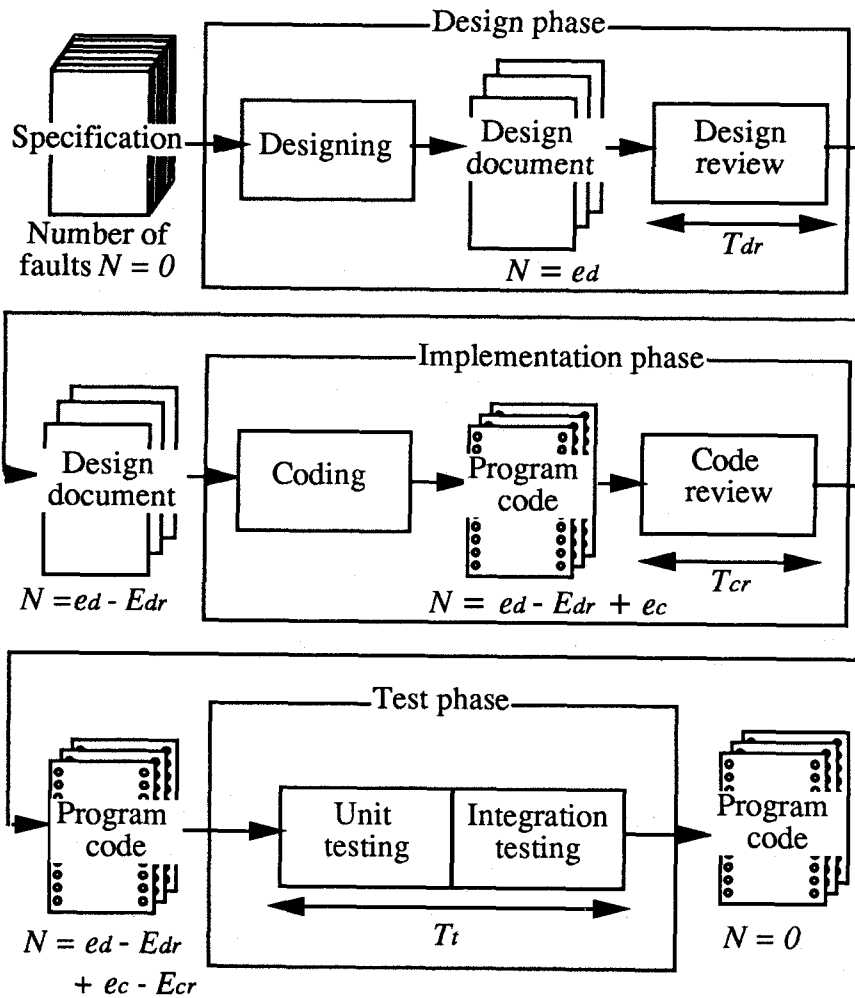 Design phase
Specification
Designing
Design
document
Design
review
Number of
faults N = 0
N = ed
Tdr
Implementation phase
Design
document
Coding
Program
code
Code
review
N =ed - Edr
N = ed - Edr + ec
Tcr
Test phase
Program
code
Unit
testing
Integration
testing
Program
code
N = ed - Edr
+ ec - Ecr
Tt
N = 0